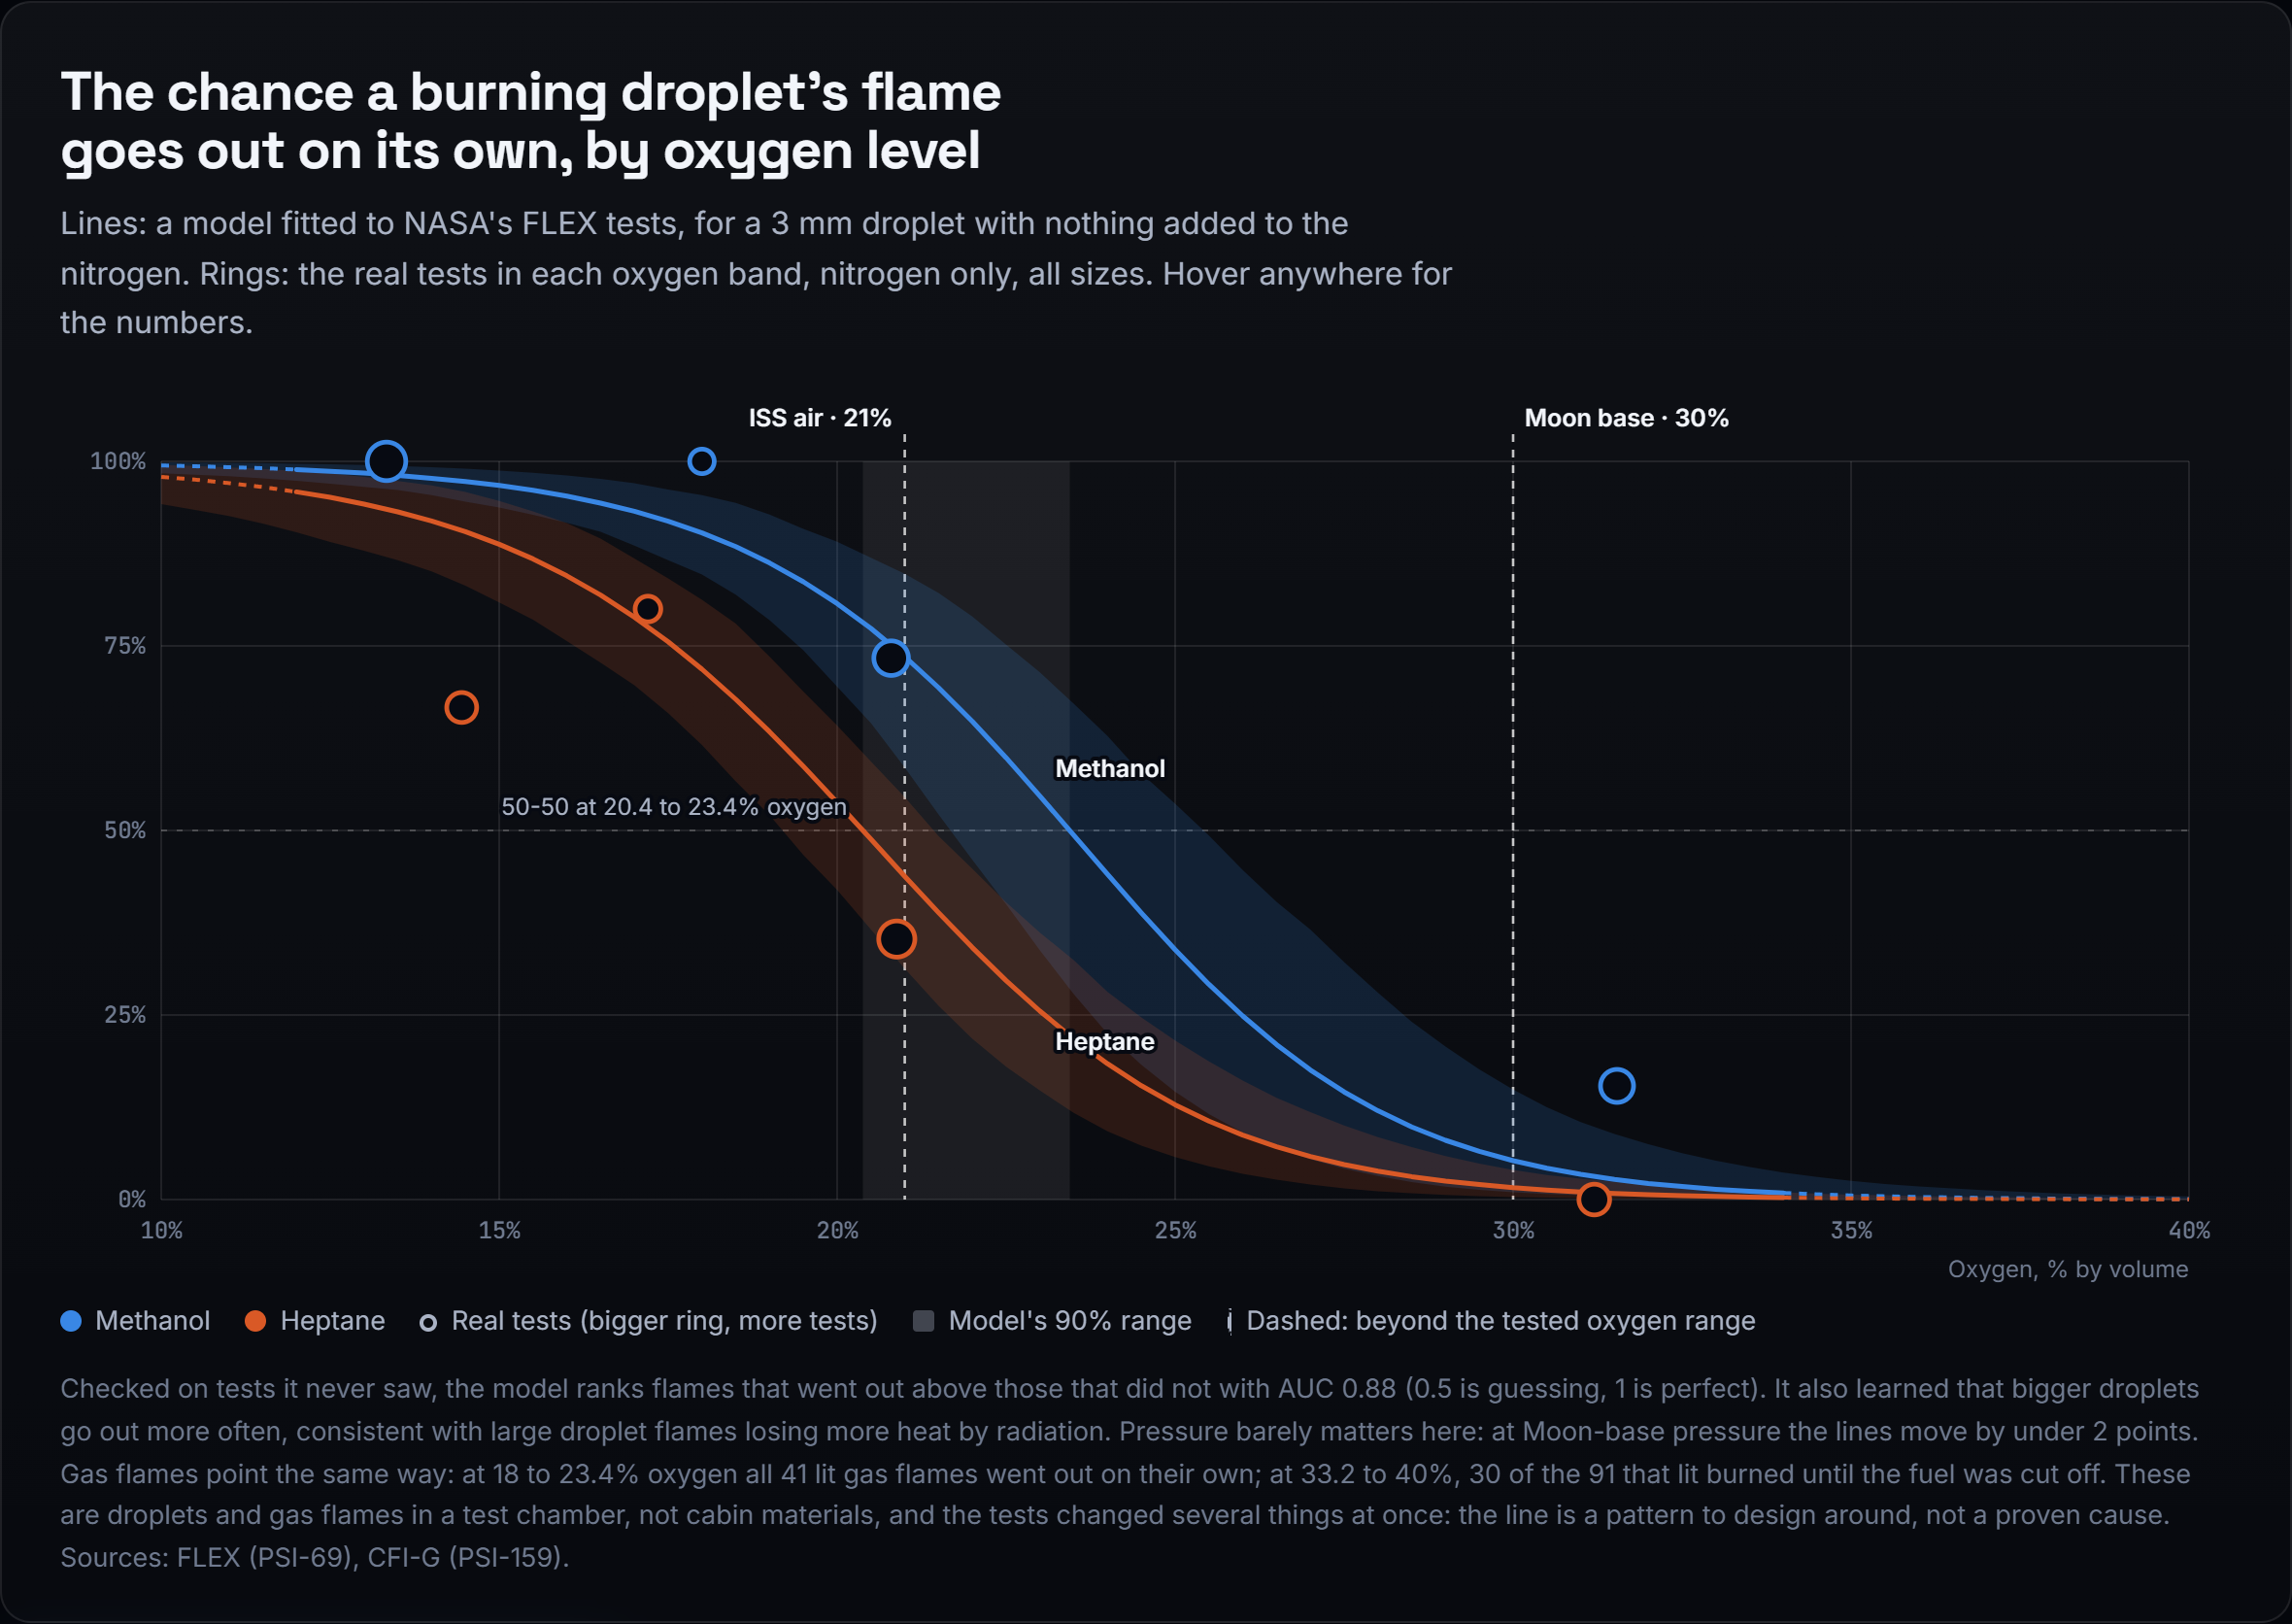 The chance a burning droplet’s flame
goes out on its own, by oxygen level
Lines: a model fitted to NASA's FLEX tests, for a 3 mm droplet with nothing added to the
nitrogen. Rings: the real tests in each oxygen band, nitrogen only, all sizes. Hover anywhere for
the numbers.
ISS air · 21%
Moon base · 30%
100%
75%
50%
25%
0%
Methanol
50-50 at 20.4 to 23.4% oxygen
Heptane
10%
15%
20%
25%
30%
35%
40%
Oxygen, % by volume
Methanol
Heptane
Real tests (bigger ring, more tests)
Model's 90% range
Dashed: beyond the tested oxygen range
Checked on tests it never saw, the model ranks flames that went out above those that did not with AUC 0.88 (0.5 is guessing, 1 is perfect). It also learned that bigger droplets
go out more often, consistent with large droplet flames losing more heat by radiation. Pressure barely matters here: at Moon-base pressure the lines move by under 2 points.
Gas flames point the same way: at 18 to 23.4% oxygen all 41 lit gas flames went out on their own; at 33.2 to 40%, 30 of the 91 that lit burned until the fuel was cut off. These
are droplets and gas flames in a test chamber, not cabin materials, and the tests changed several things at once: the line is a pattern to design around, not a proven cause.
Sources: FLEX (PSI-69), CFI-G (PSI-159).